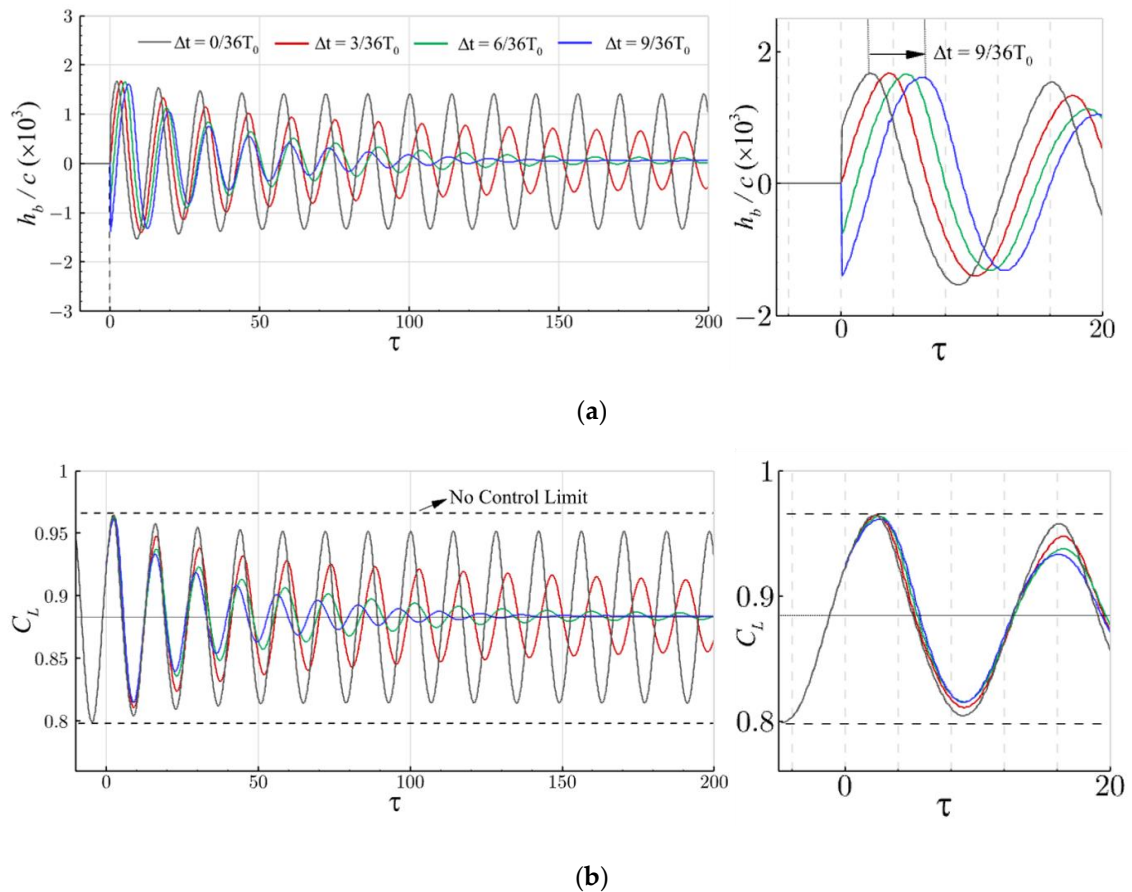 Δt = 0/36T₀ Δt = 3/36T₀ Δt = 6/36T₀ Δt = 9/36T₀
3
2
1
0
−1
−2
−3
h_b / c (×10³)
0 50 100 150 200
τ
Δt = 9/36T₀
2
0
−2
h_b / c (×10³)
0 20
τ
(a)
No Control Limit
1
0.95
0.9
0.85
0.8
C_L
0 50 100 150 200
τ
1
0.9
0.8
C_L
0 20
τ
(b)